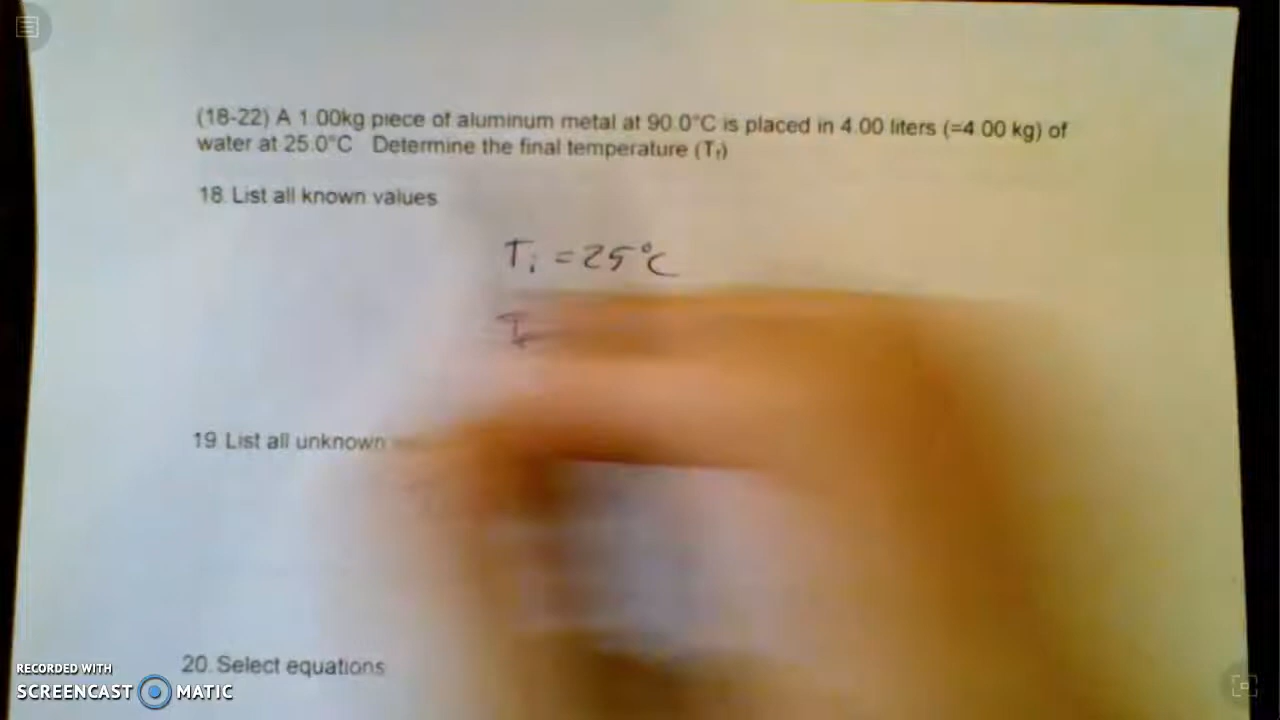 (18-22) A 1.00kg piece of aluminum metal at 90.0°C is placed in 4.00 liters (=4.00 kg) of
water at 25.0°C Determine the final temperature (Tf)
18. List all known values
Ti = 25°C
19. List all unknown
20. Select equations
RECORDED WITH
SCREENCAST MATIC